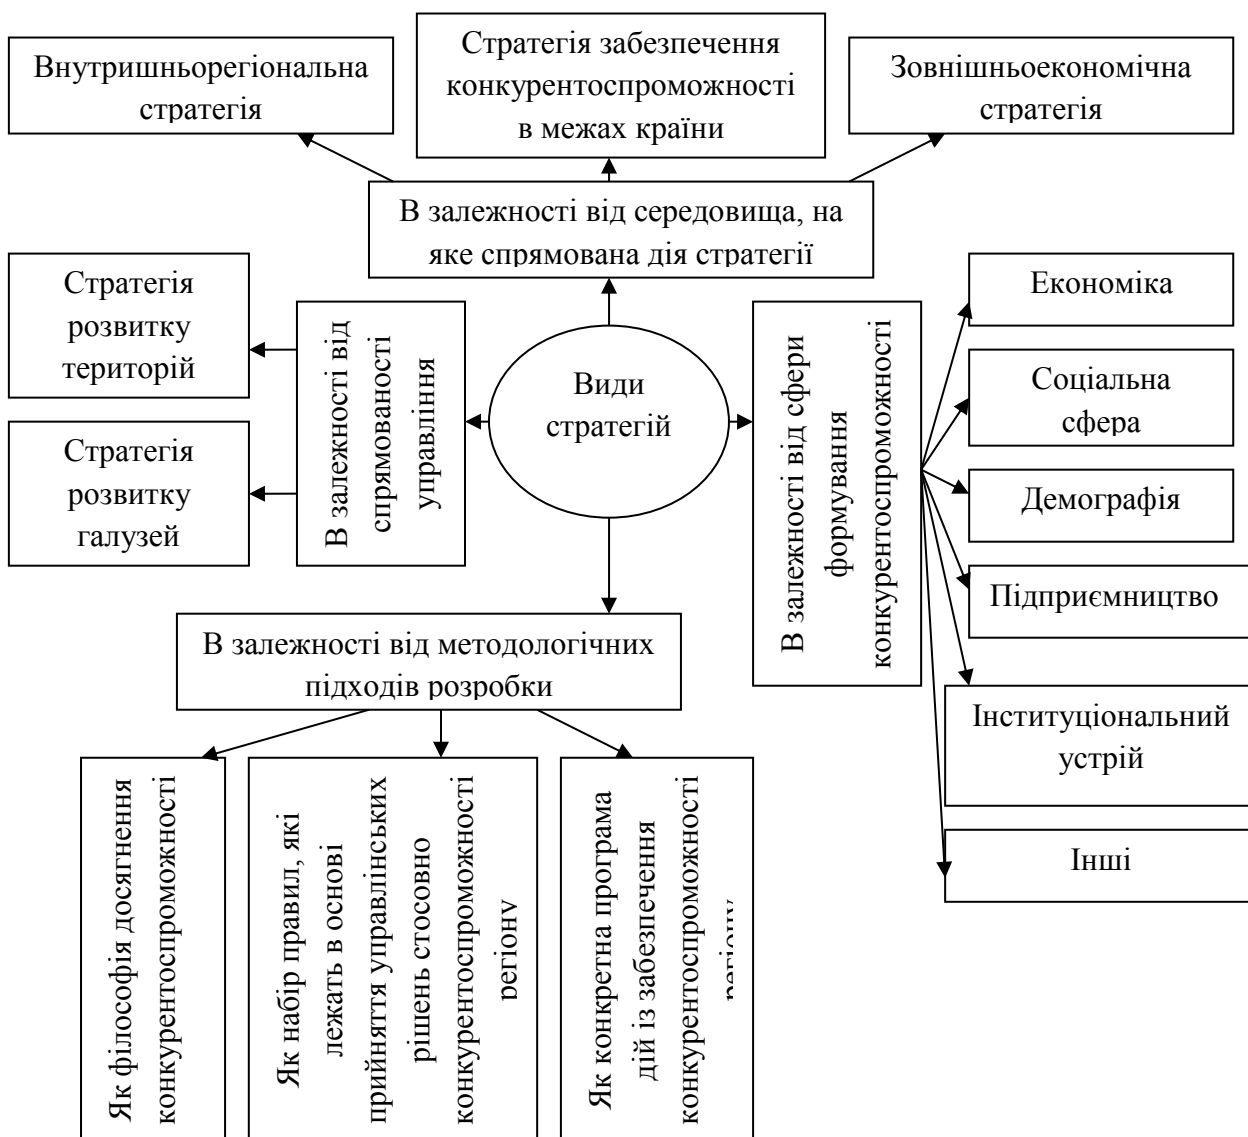 Внутришньорегіональна
стратегія
Стратегія забезпечення
конкурентоспроможності
в межах країни
Зовнішньоекономічна
стратегія
В залежності від середовища, на
яке спрямована дія стратегії
Стратегія
розвитку
територій
Стратегія
розвитку
галузей
В залежності від
спрямованості
управління
Види
стратегій
В залежності від сфери
формування
конкурентоспроможності
Економіка
Соціальна
сфера
Демографія
Підприємництво
Інституціональний
устрій
Інші
В залежності від методологічних
підходів розробки
Як філософія досягнення
конкурентоспроможності
Як набір правил, які
лежать в основі
прийняття управлінських
рішень стосовно
конкурентоспроможності
регіону
Як конкретна програма
дій із забезпечення
конкурентоспроможності
регіону